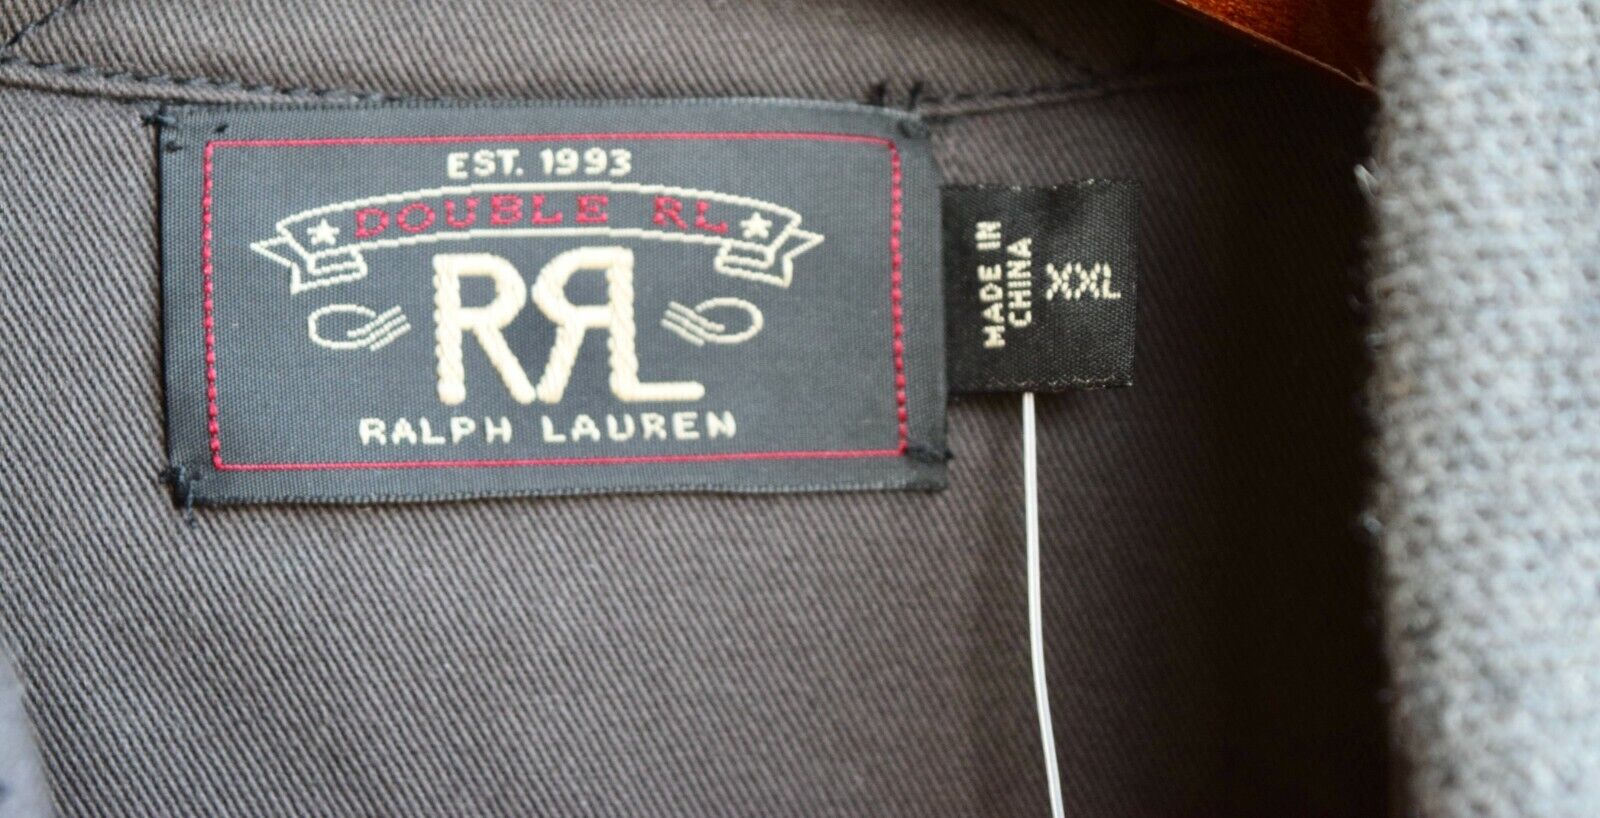 EST. 1993
DOUBLE RL
RRL
RALPH LAUREN
MADE IN
CHINA
XXL